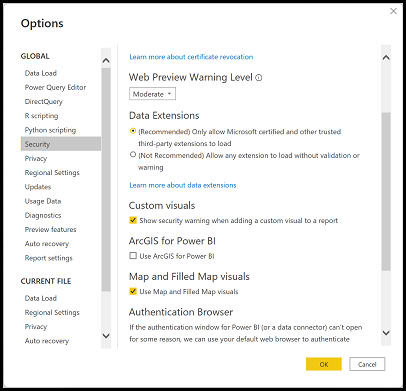 Options
GLOBAL
Data Load
Power Query Editor
DirectQuery
R scripting
Python scripting
Security
Privacy
Regional Settings
Updates
Usage Data
Diagnostics
Preview features
Auto recovery
Report settings
CURRENT FILE
Data Load
Regional Settings
Privacy
Auto recovery
Learn more about certificate revocation
Web Preview Warning Level
Moderate
Data Extensions
(Recommended) Only allow Microsoft certified and other trusted
third-party extensions to load
(Not Recommended) Allow any extension to load without validation or
warning
Learn more about data extensions
Custom visuals
Show security warning when adding a custom visual to a report
ArcGIS for Power BI
Use ArcGIS for Power BI
Map and Filled Map visuals
Use Map and Filled Map visuals
Authentication Browser
If the authentication window for Power BI (or a data connector) can't open
for some reason, we can use your default web browser to authenticate
OK
Cancel